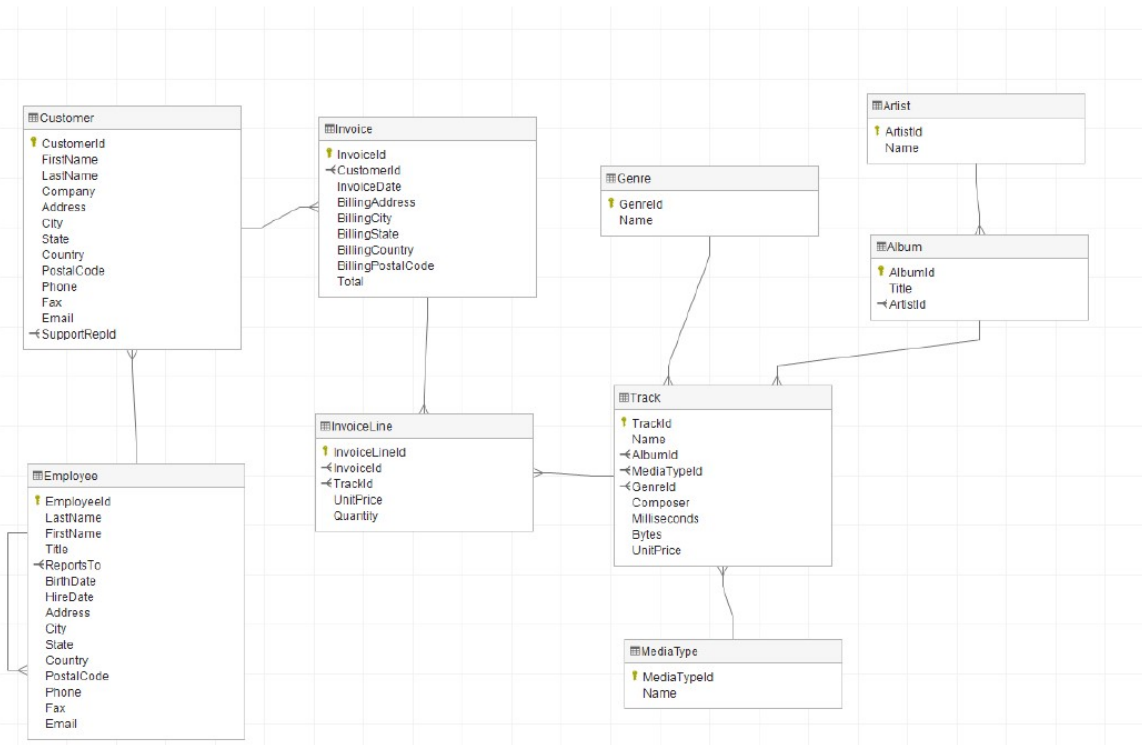 Customer
CustomerId
FirstName
LastName
Company
Address
City
State
Country
PostalCode
Phone
Fax
Email
SupportRepId
Invoice
InvoiceId
CustomerId
InvoiceDate
BillingAddress
BillingCity
BillingState
BillingCountry
BillingPostalCode
Total
Genre
GenreId
Name
Artist
ArtistId
Name
Album
AlbumId
Title
ArtistId
Employee
EmployeeId
LastName
FirstName
Title
ReportsTo
BirthDate
HireDate
Address
City
State
Country
PostalCode
Phone
Fax
Email
InvoiceLine
InvoiceLineId
InvoiceId
TrackId
UnitPrice
Quantity
Track
TrackId
Name
AlbumId
MediaTypeId
GenreId
Composer
Milliseconds
Bytes
UnitPrice
MediaType
MediaTypeId
Name